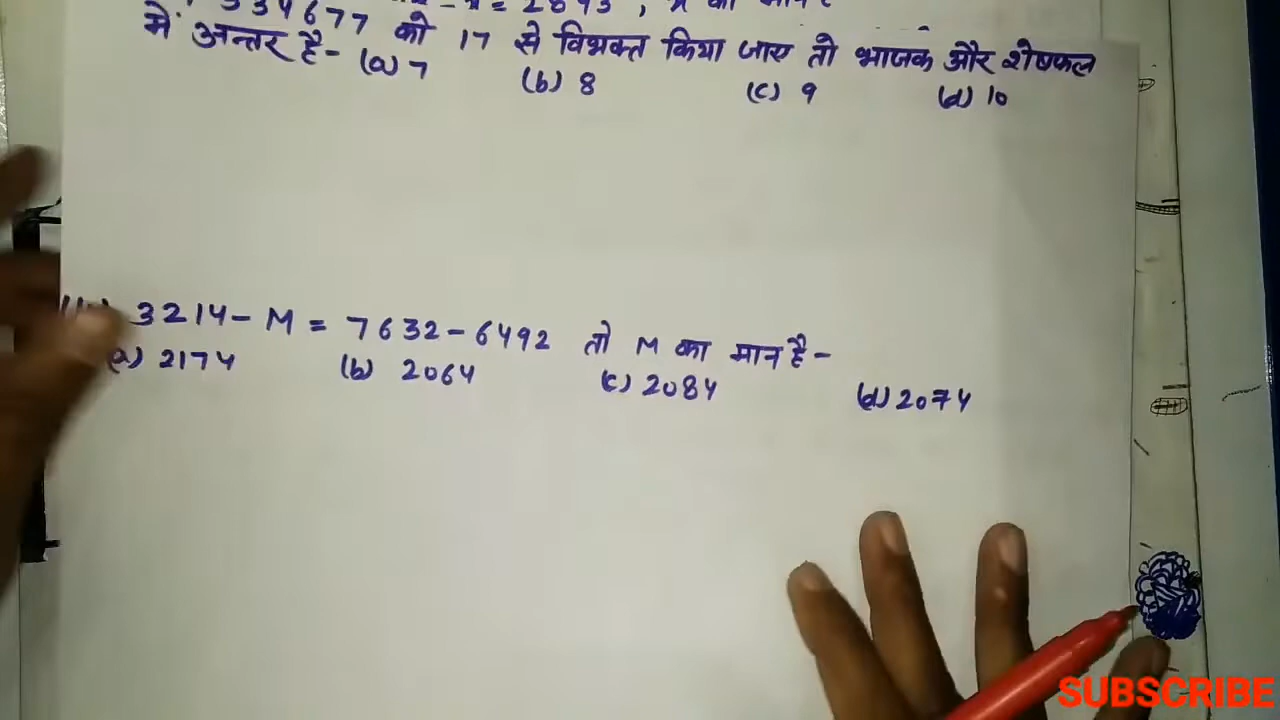 = 2893, का मान
334677 को 17 से विभक्त किया जाए तो भाजक और शेषफल
में अन्तर है- (a) 7 (b) 8 (c) 9 (d) 10
3214 - M = 7632 - 6492 तो M का मान है -
(a) 2174 (b) 2064 (c) 2084 (d) 2074
SUBSCRIBE